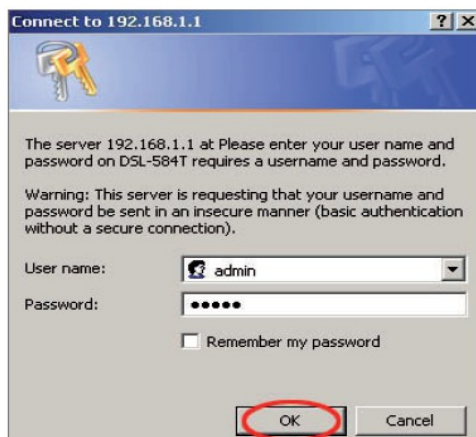 Connect to 192.168.1.1
The server 192.168.1.1 at Please enter your user name and
password on DSL-584T requires a username and password.
Warning: This server is requesting that your username and
password be sent in an insecure manner (basic authentication
without a secure connection).
User name: admin
Password: •••••
Remember my password
OK Cancel